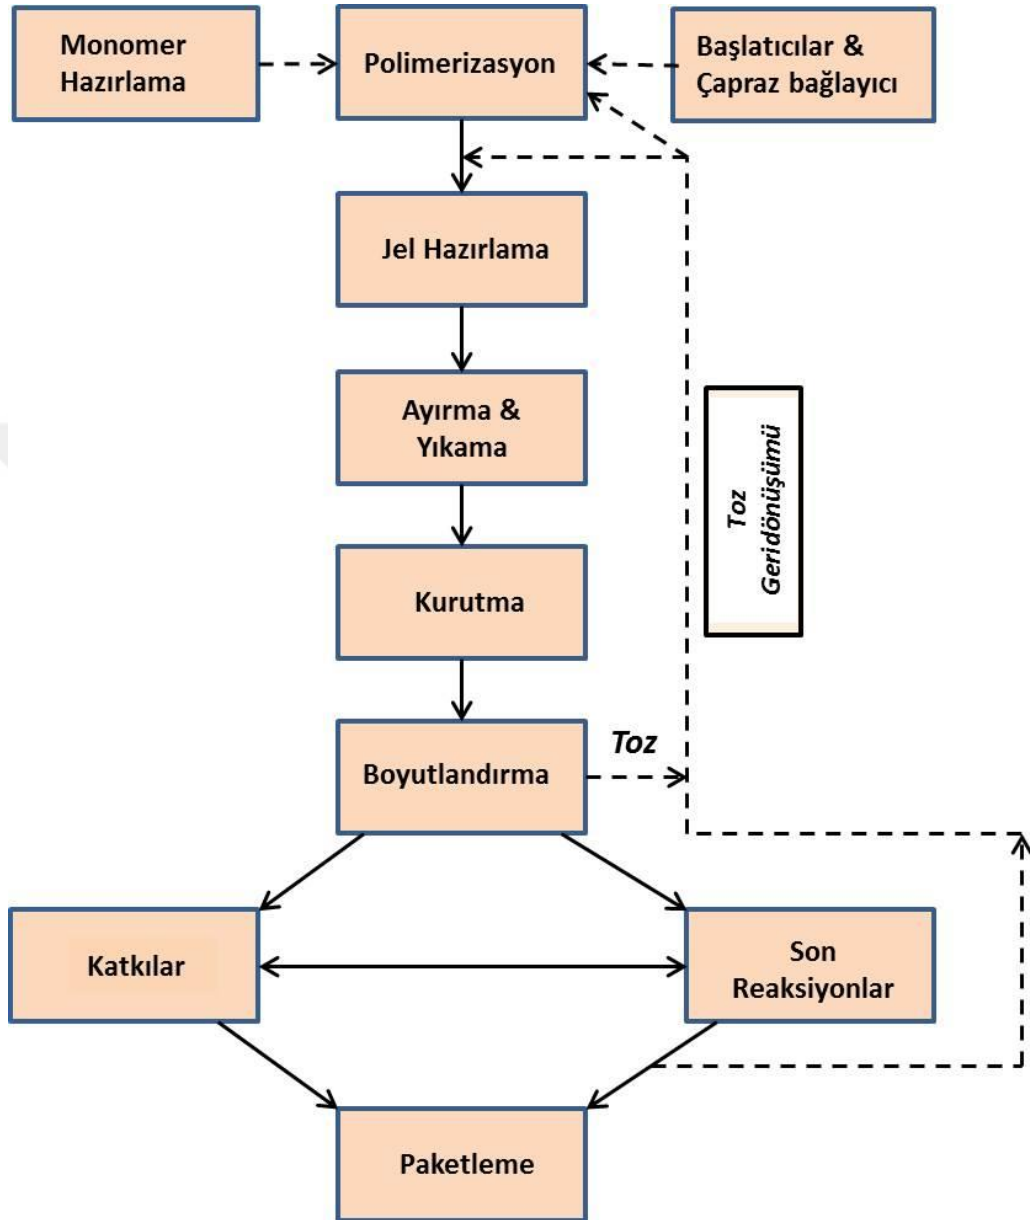 Monomer
Hazırlama
Polimerizasyon
Başlatıcılar &
Çapraz bağlayıcı
Jel Hazırlama
Ayırma &
Yıkama
Toz
Geridönüşümü
Kurutma
Toz
Boyutlandırma
Katkılar
Son
Reaksiyonlar
Paketleme